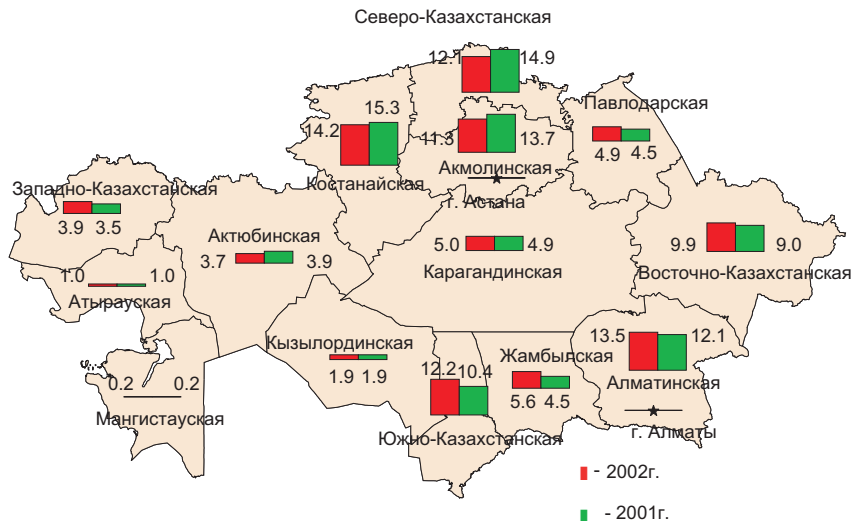 Северо-Казахстанская
12.1 14.9
15.3
14.2
Костанайская
11.3 13.7
Акмолинская
г. Астана
Павлодарская
4.9 4.5
Западно-Казахстанская
3.9 3.5
Актюбинская
3.7 3.9
5.0 4.9
Карагандинская
9.9 9.0
Восточно-Казахстанская
1.0 1.0
Атырауская
Кызылординская
1.9 1.9
0.2 0.2
Мангистауская
12.2 10.4
Южно-Казахстанская
Жамбылская
5.6 4.5
13.5 12.1
Алматинская
г. Алматы
- 2002г.
- 2001г.